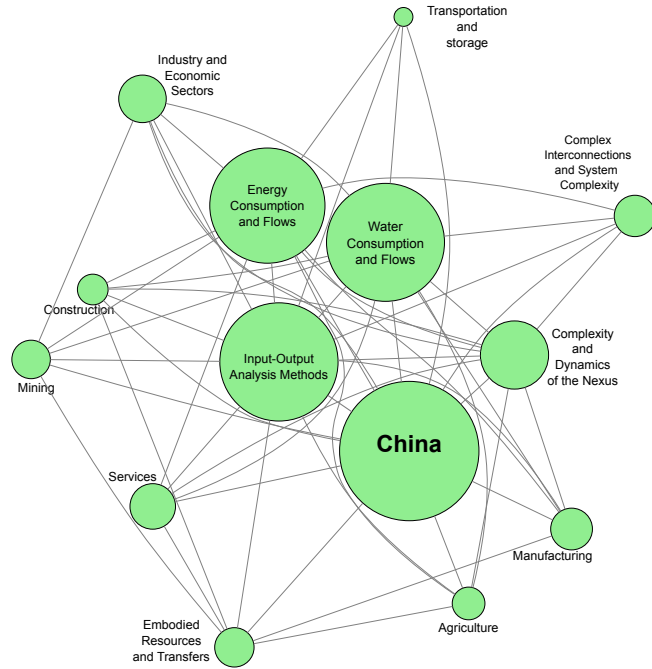 Transportation and
storage
Industry and
Economic
Sectors
Complex
Interconnections
and System
Complexity
Energy
Consumption
and Flows
Water
Consumption
and Flows
Construction
Input-Output
Analysis Methods
Complexity
and
Dynamics
of the Nexus
Mining
China
Services
Manufacturing
Embodied
Resources
and Transfers
Agriculture